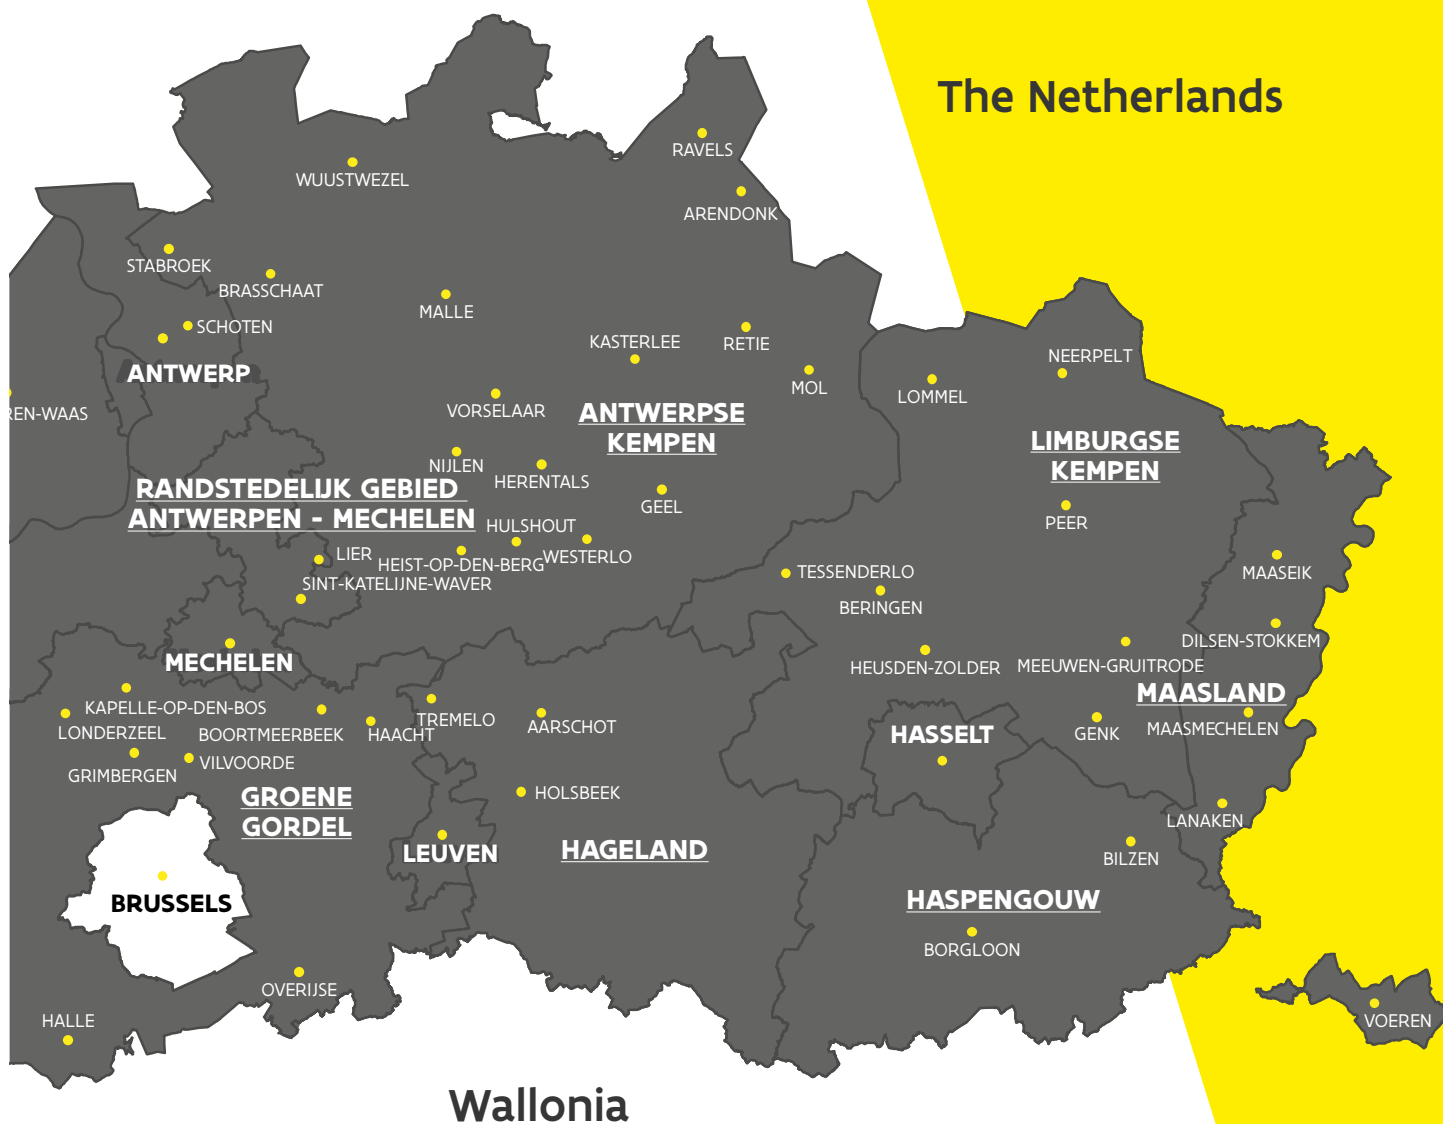 The Netherlands
RAVELS
WUUSTWEZEL
ARENDONK
STABROEK
BRASSCHAAT
MALLE
SCHOTEN
KASTERLEE
RETIE
NEERPELT
ANTWERP
MOL
LOMMEL
REN-WAAS
VORSELAAR
ANTWERPSE
KEMPEN
LIMBURGSE
KEMPEN
NIJLEN
HERENTALS
RANDSTEDELIJK GEBIED
ANTWERPEN - MECHELEN
GEEL
HULSHOUT
PEER
LIER
HEIST-OP-DEN-BERG
WESTERLO
SINT-KATELIJNE-WAVER
TESSENDERLO
MAASEIK
BERINGEN
DILSEN-STOKKEM
MECHELEN
HEUSDEN-ZOLDER
MEEUWEN-GRUITRODE
MAASLAND
KAPELLE-OP-DEN-BOS
TREMELO
AARSCHOT
MAASMECHELEN
LONDERZEEL
BOORTMEERBEEK
HAACHT
HASSELT
GENK
VILVOORDE
GRIMBERGEN
GROENE
GORDEL
HOLSBEEK
LANAKEN
LEUVEN
HAGELAND
BILZEN
BRUSSELS
HASPENGOUW
BORGLOON
OVERIJSE
HALLE
VOEREN
Wallonia